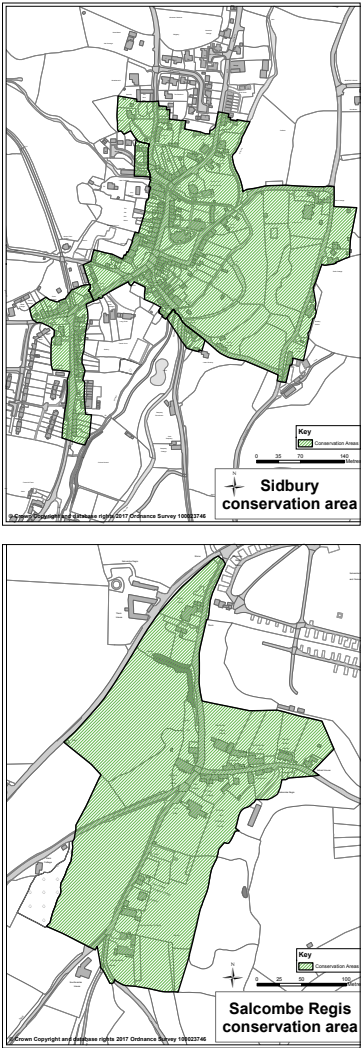 Key
Conservation Areas
0 35 70 140
Metres
N
Sidbury
conservation area
© Crown Copyright and database rights 2017 Ordnance Survey 100023746
Key
Conservation Areas
0 25 50 100
N
Salcombe Regis
conservation area
© Crown Copyright and database rights 2017 Ordnance Survey 100023746